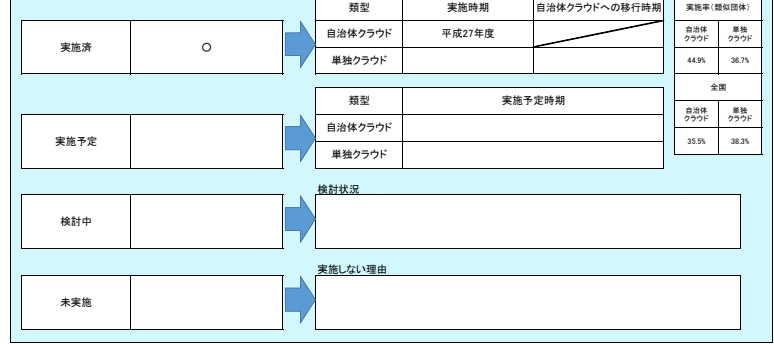 類型 実施時期 自治体クラウドへの移行時期
自治体クラウド 平成27年度
単独クラウド
実施済 ○
実施率(類似団体)
自治体クラウド 単独クラウド
44.9% 36.7%
全国
自治体クラウド 単独クラウド
35.5% 38.3%
類型 実施予定時期
自治体クラウド
単独クラウド
実施予定
検討状況
検討中
実施しない理由
未実施